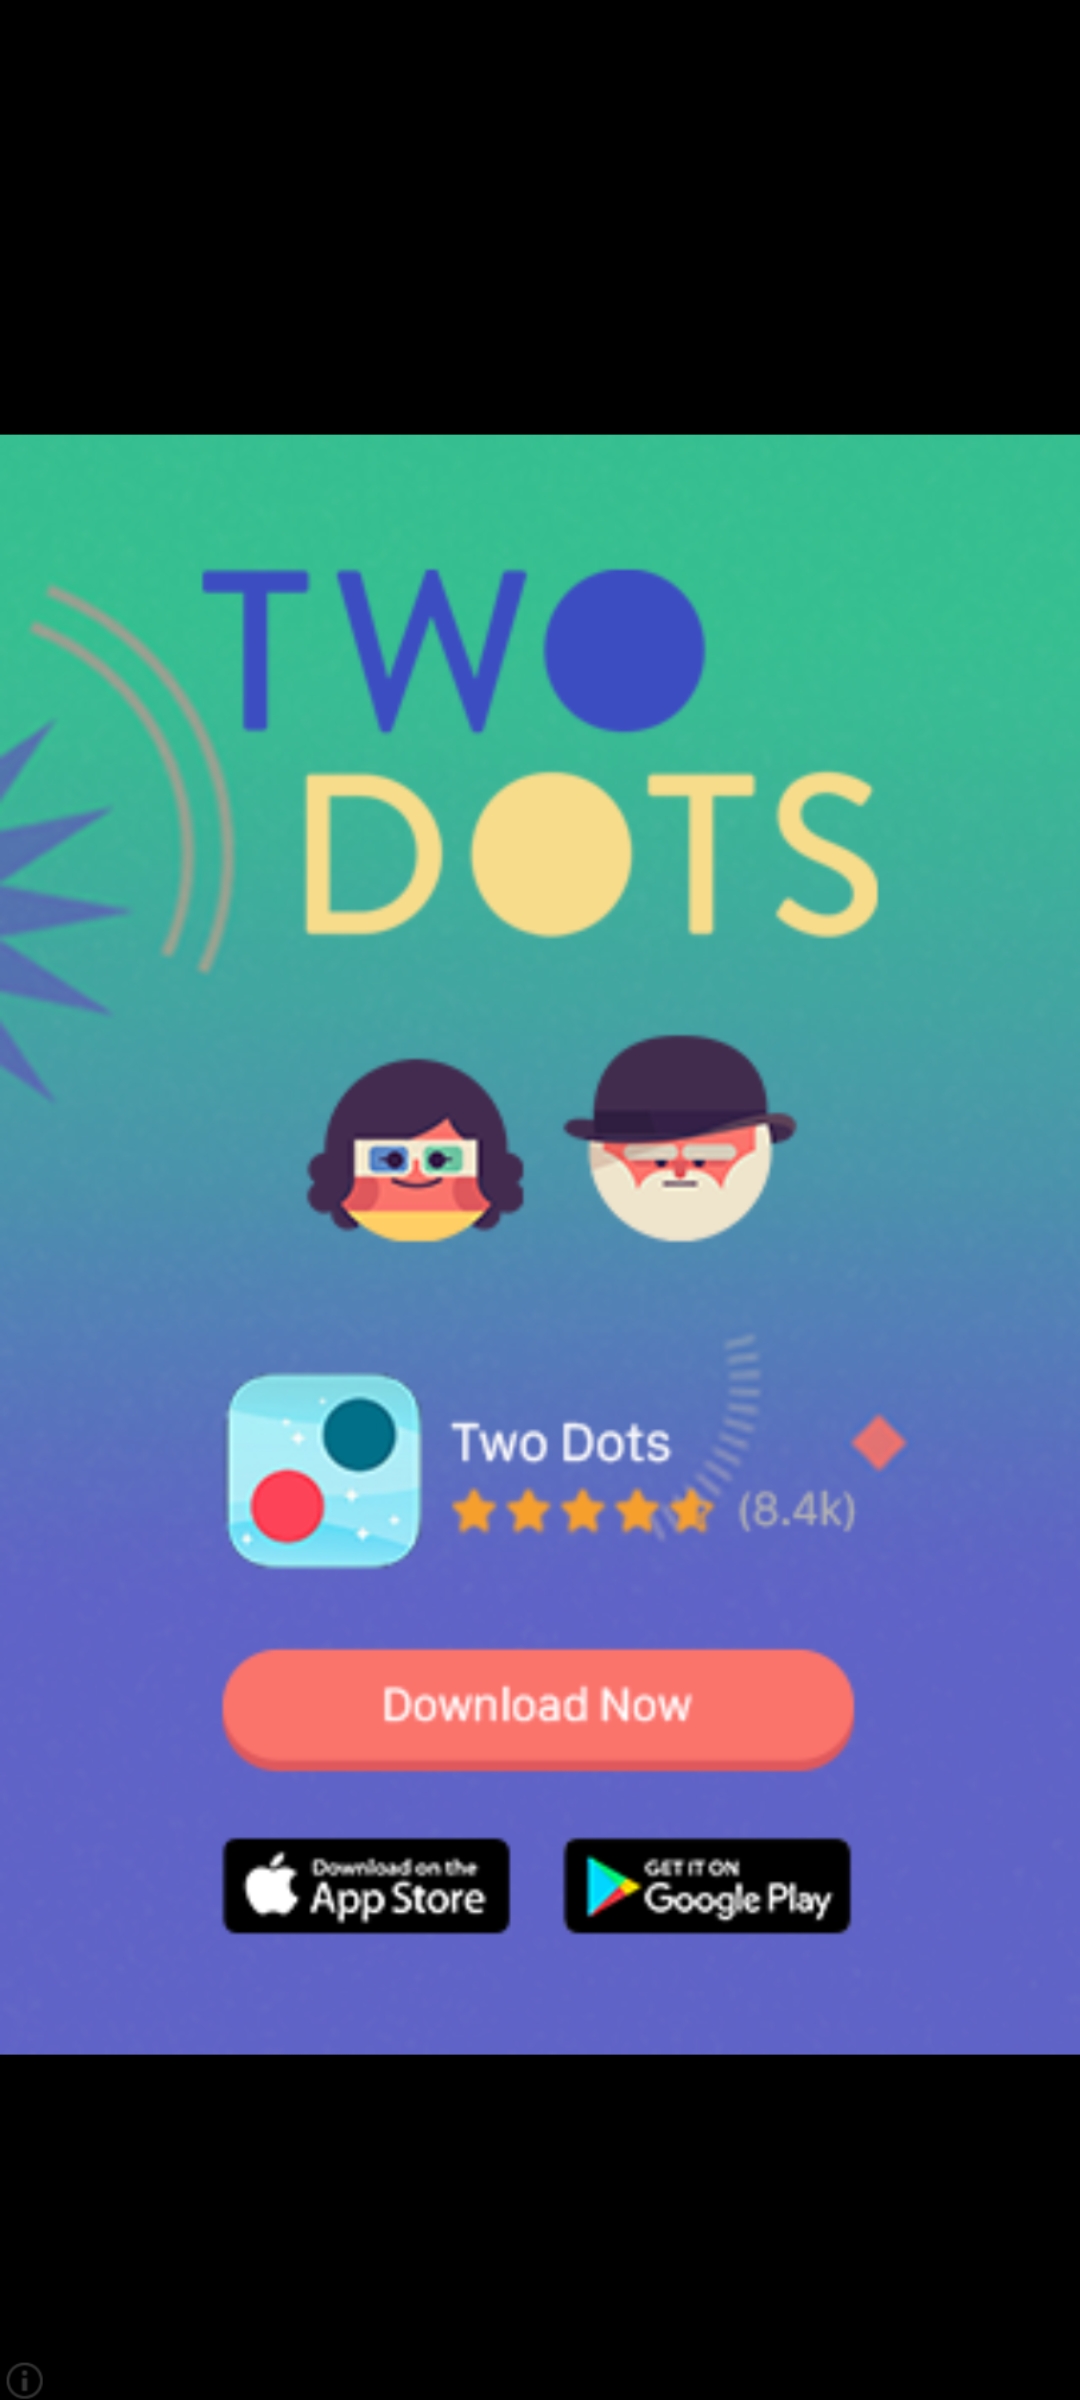 TWO
DOTS
Two Dots
(8.4k)
Download Now
Download on the
App Store
GET IT ON
Google Play